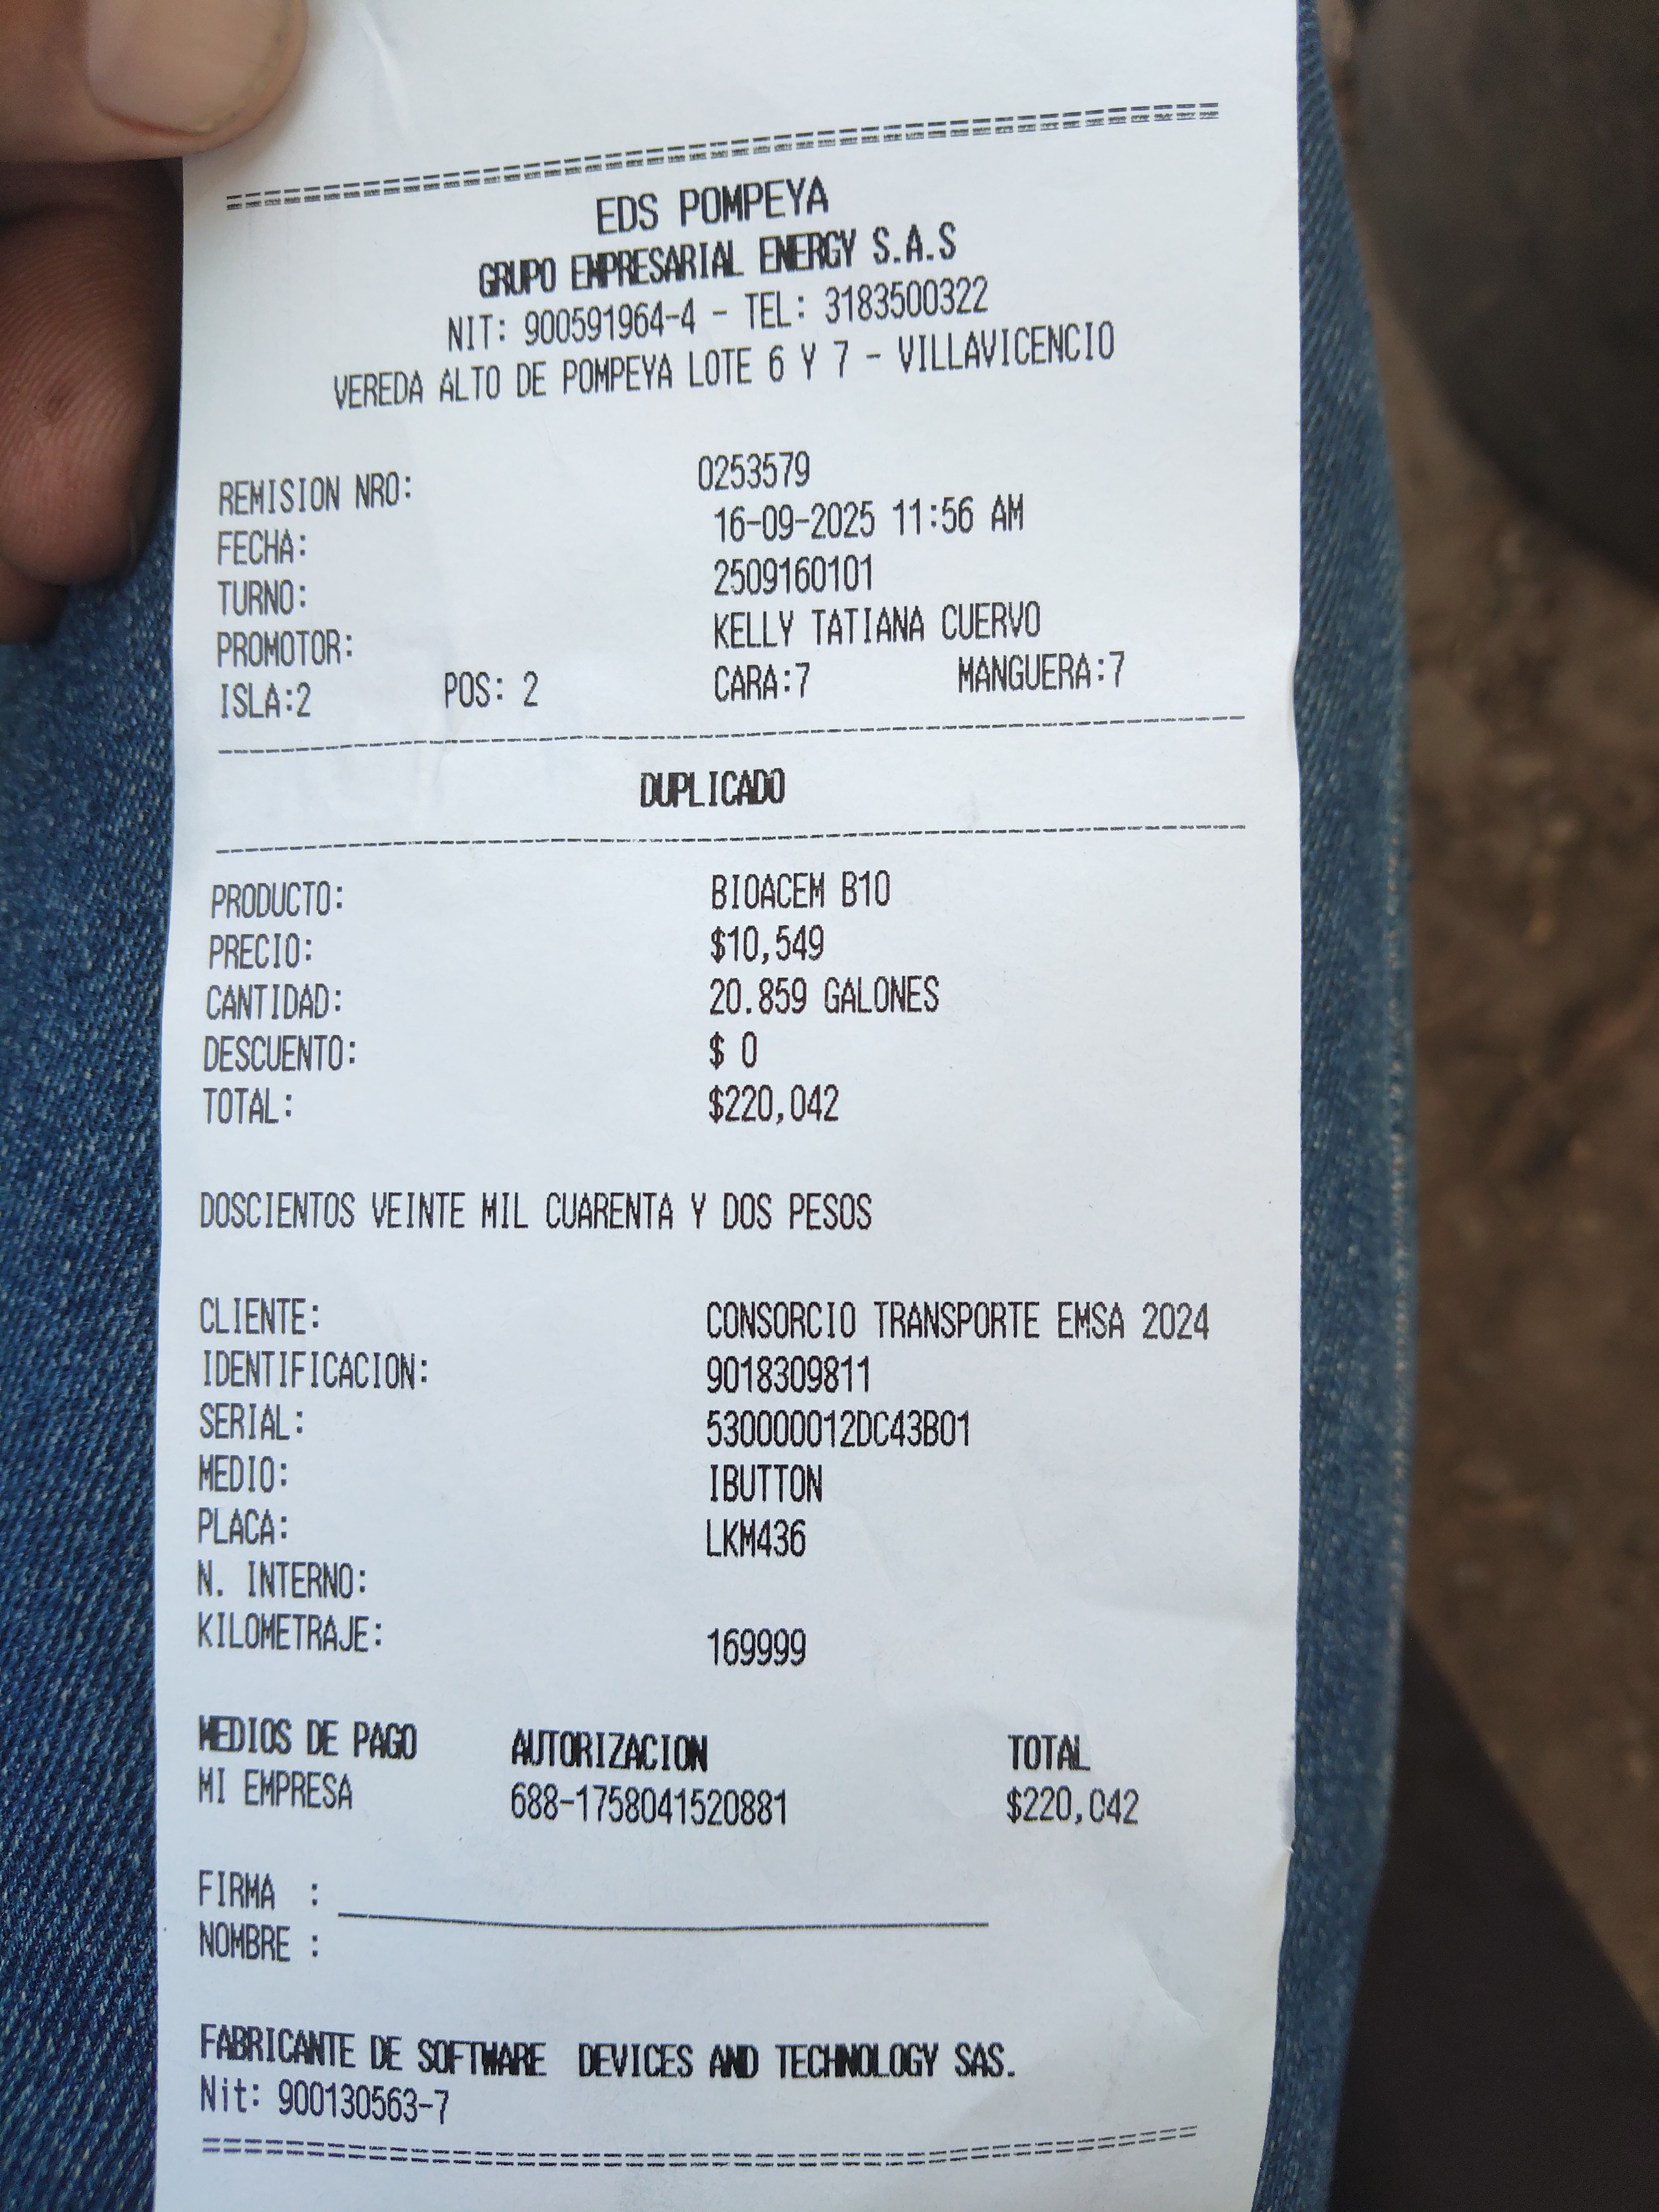 EDS POMPEYA
GRUPO EMPRESARIAL ENERGY S.A.S
NIT: 900591964-4 - TEL: 3183500322
VEREDA ALTO DE POMPEYA LOTE 6 Y 7 - VILLAVICENCIO
REMISION NRO: 0253579
FECHA: 16-09-2025 11:56 AM
TURNO: 2509160101
PROMOTOR: KELLY TATIANA CUERVO
ISLA:2 POS: 2 CARA:7 MANGUERA:7
DUPLICADO
PRODUCTO: BIOACEM B10
PRECIO: $10,549
CANTIDAD: 20.859 GALONES
DESCUENTO: $ 0
TOTAL: $220,042
DOSCIENTOS VEINTE MIL CUARENTA Y DOS PESOS
CLIENTE: CONSORCIO TRANSPORTE EMSA 2024
IDENTIFICACION: 9018309811
SERIAL: 530000012DC43B01
MEDIO: IBUTTON
PLACA: LKM436
N. INTERNO:
KILOMETRAJE: 169999
MEDIOS DE PAGO AUTORIZACION TOTAL
MI EMPRESA 688-1758041520881 $220,042
FIRMA :
NOMBRE :
FABRICANTE DE SOFTWARE DEVICES AND TECHNOLOGY SAS.
Nit: 900130563-7